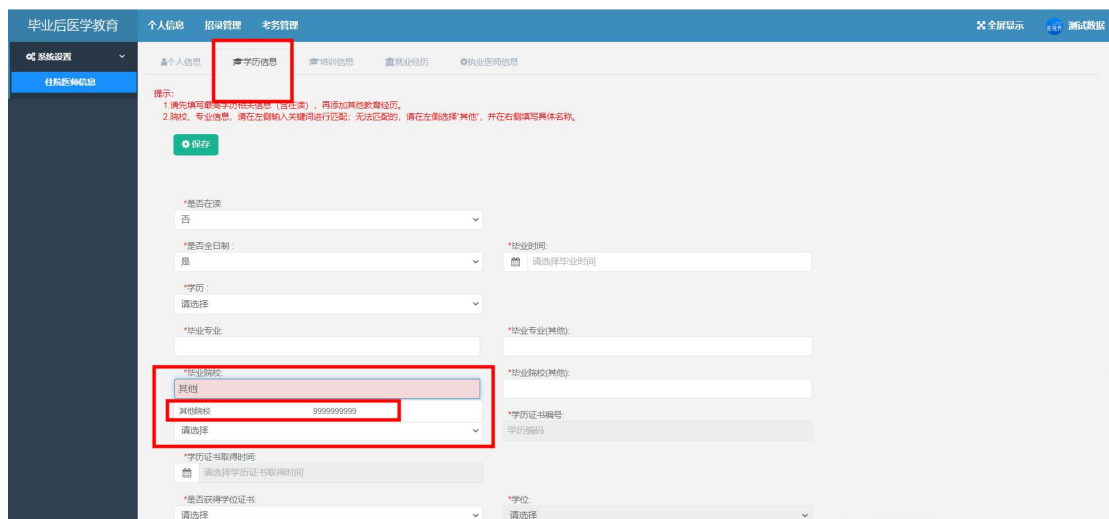 毕业后医学教育 个人信息 招录管理 考务管理 全屏显示 测试数据
系统设置
住院医师信息
个人信息 学历信息 培训信息 就业经历 执业医师信息
提示:
1.请先填写最高学历相关信息（含在读），再添加其他教育经历。
2.院校、专业信息，请在左侧输入关键词进行匹配；无法匹配的，请在左侧选择'其他'，并在右侧填写具体名称。
保存
*是否在读
否
*是否全日制 : *毕业时间:
是 请选择毕业时间
*学历 :
请选择
*毕业专业: *毕业专业(其他):
*毕业院校: *毕业院校(其他):
其他
其他院校 9999999999 *学历证书编号:
请选择 学历编码
*学历证书取得时间:
请选择学历证书取得时间
*是否获得学位证书: *学位:
请选择 请选择